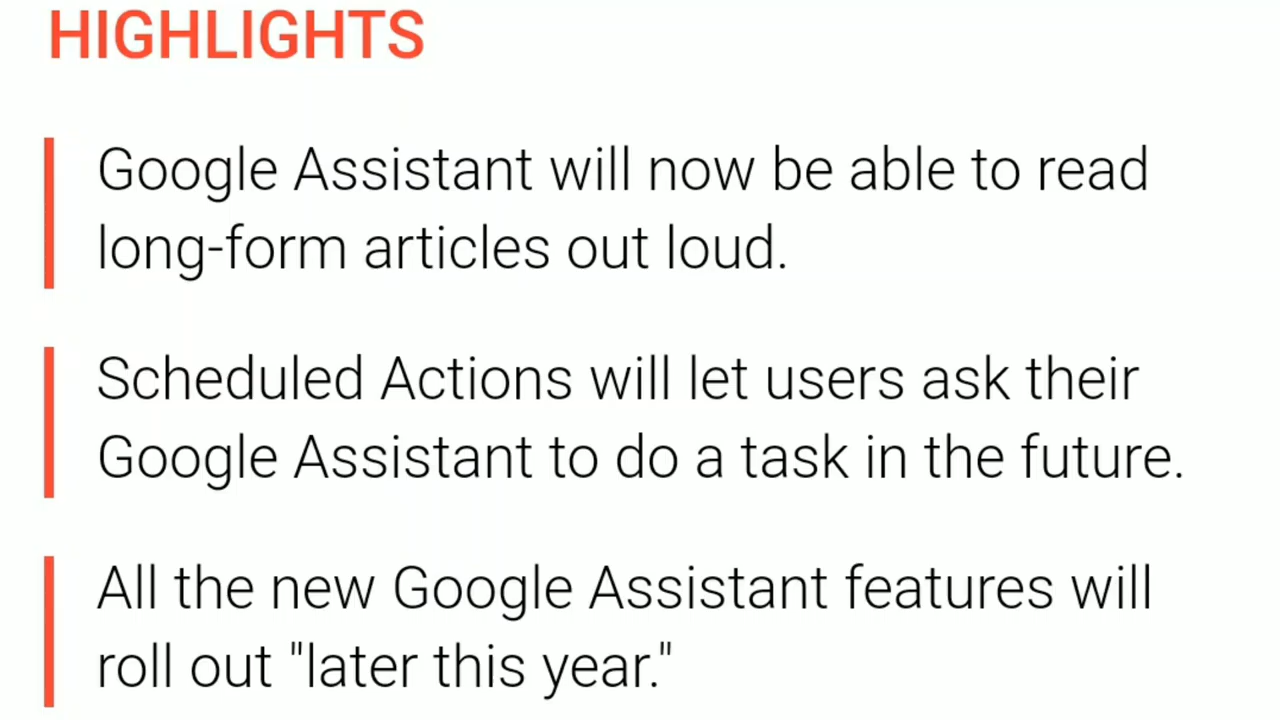 HIGHLIGHTS
Google Assistant will now be able to read
long-form articles out loud.
Scheduled Actions will let users ask their
Google Assistant to do a task in the future.
All the new Google Assistant features will
roll out "later this year."